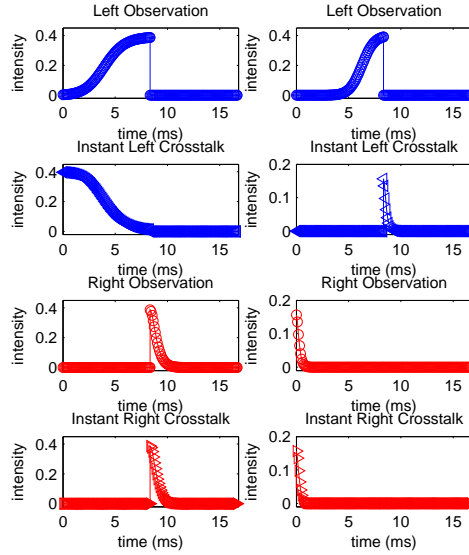 Left Observation
Left Observation
0.4
0.2
0
intensity
0 5 10 15
time (ms)
0.4
0.2
0
intensity
0 5 10 15
time (ms)
Instant Left Crosstalk
Instant Left Crosstalk
0.4
0.2
0
intensity
0 5 10 15
time (ms)
0.2
0.1
0
intensity
0 5 10 15
time (ms)
Right Observation
Right Observation
0.4
0.2
0
intensity
0 5 10 15
time (ms)
0.2
0.1
0
intensity
0 5 10 15
time (ms)
Instant Right Crosstalk
Instant Right Crosstalk
0.4
0.2
0
intensity
0 5 10 15
time (ms)
0.2
0.1
0
intensity
0 5 10 15
time (ms)